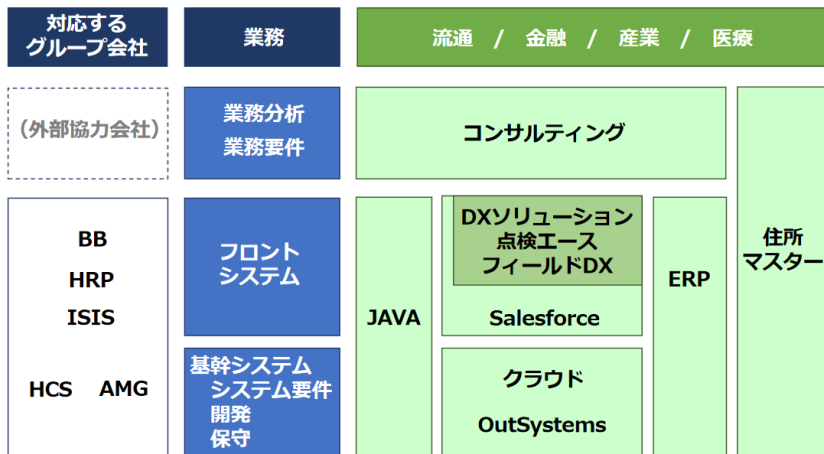 対応する
グループ会社
業務
流通 / 金融 / 産業 / 医療
（外部協力会社）
業務分析
業務要件
コンサルティング
住所
マスター
BB
HRP
ISIS
HCS AMG
フロント
システム
基幹システム
システム要件
開発
保守
JAVA
DXソリューション
点検エース
フィールドDX
Salesforce
クラウド
OutSystems
ERP